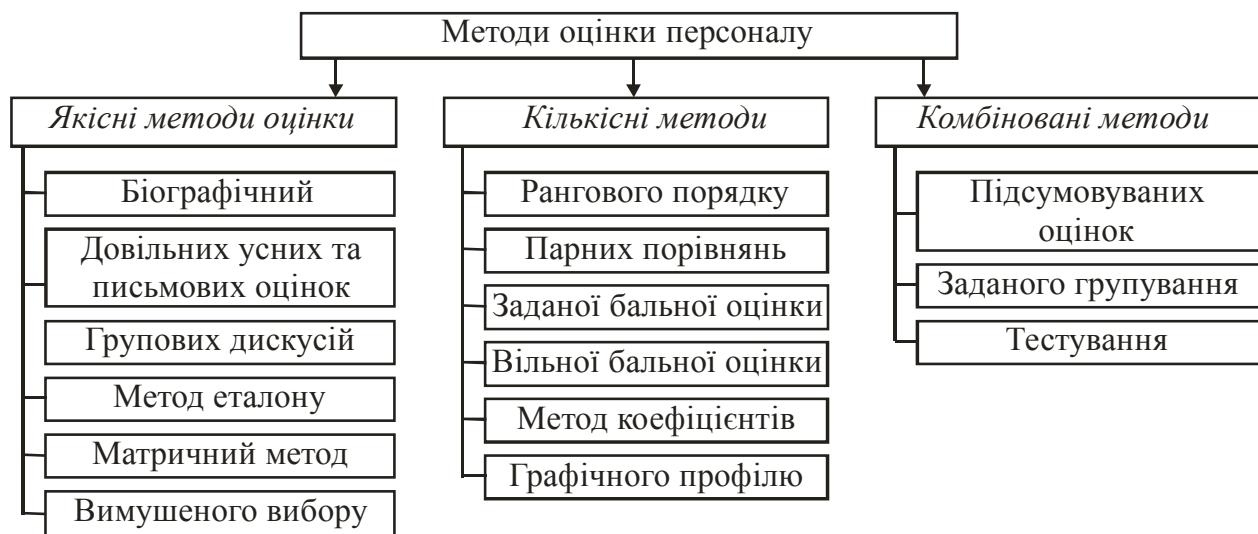 Методи оцінки персоналу
Якісні методи оцінки
Біографічний
Довільних усних та
письмових оцінок
Групових дискусій
Метод еталону
Матричний метод
Вимушеного вибору
Кількісні методи
Рангового порядку
Парних порівнянь
Заданої бальної оцінки
Вільної бальної оцінки
Метод коефіцієнтів
Графічного профілю
Комбіновані методи
Підсумовуваних
оцінок
Заданого групування
Тестування